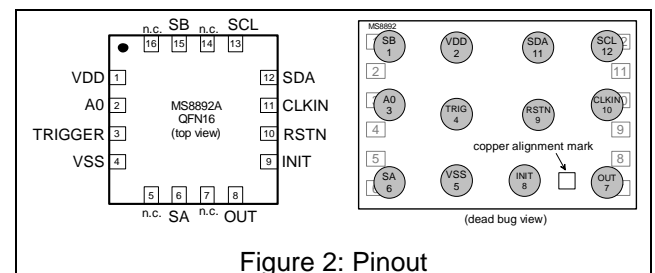 n.c. SB n.c. SCL
16 15 14 13
VDD 1
A0 2
TRIGGER 3
VSS 4
MS8892A
QFN16
(top view)
12 SDA
11 CLKIN
10 RSTN
9 INIT
5 6 7 8
n.c. SA n.c. OUT
MS8892
SB
1
VDD
2
SDA
11
SCL
12
2
11
A0
3
TRIG
4
RSTN
9
CLKIN
10
4
9
copper alignment mark
5
8
SA
6
VSS
5
INIT
8
OUT
7
(dead bug view)
Figure 2: Pinout